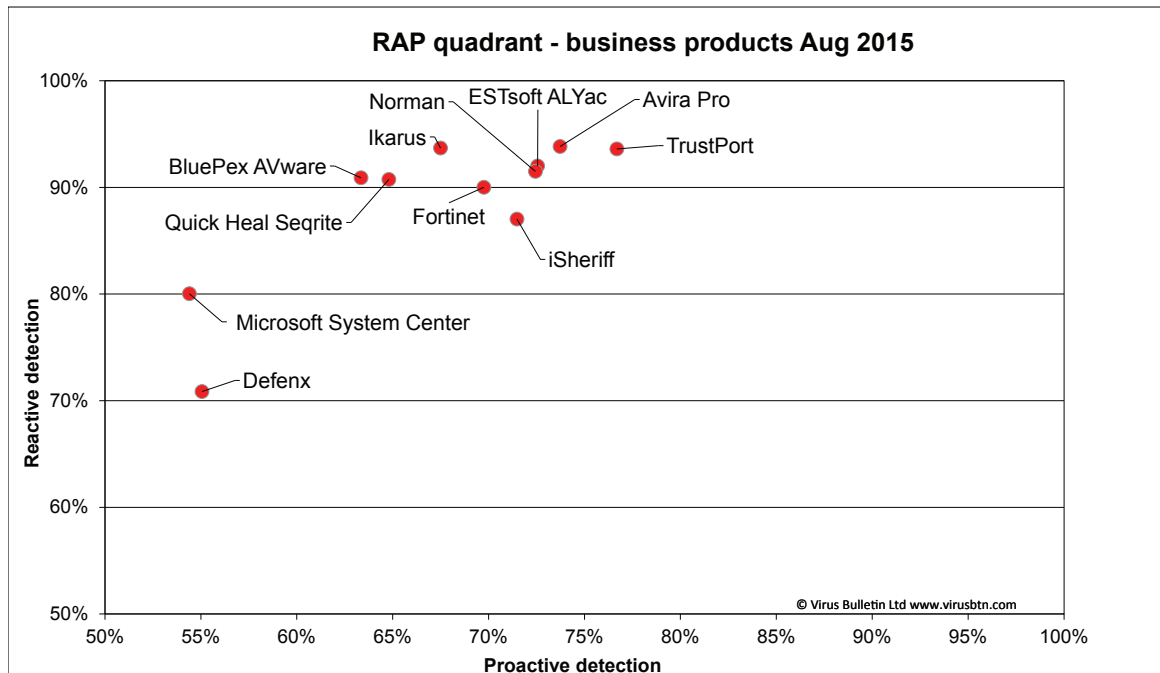 RAP quadrant - business products Aug 2015
100%
90%
80%
70%
60%
50%
Reactive detection
ESTsoft ALYac
Norman
Avira Pro
Ikarus
TrustPort
BluePex AVware
Quick Heal Seqrite
Fortinet
iSheriff
Microsoft System Center
Defenx
© Virus Bulletin Ltd www.virusbtn.com
50% 55% 60% 65% 70% 75% 80% 85% 90% 95% 100%
Proactive detection